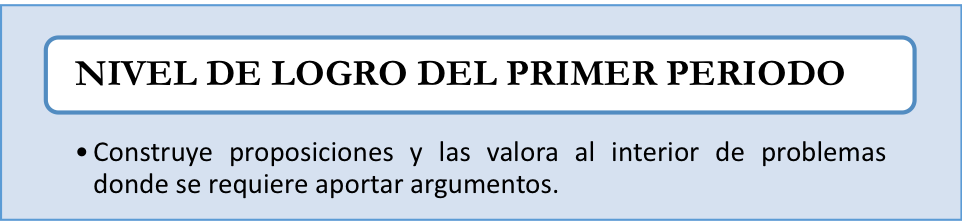 NIVEL DE LOGRO DEL PRIMER PERIODO
•Construye proposiciones y las valora al interior de problemas
donde se requiere aportar argumentos.